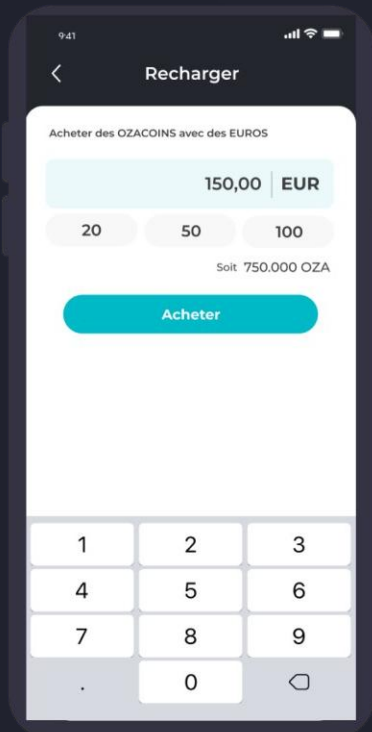 9:41
Recharger
Acheter des OZACOINS avec des EUROS
150,00 EUR
20 50 100
Soit 750.000 OZA
Acheter
1 2 3
4 5 6
7 8 9
. 0